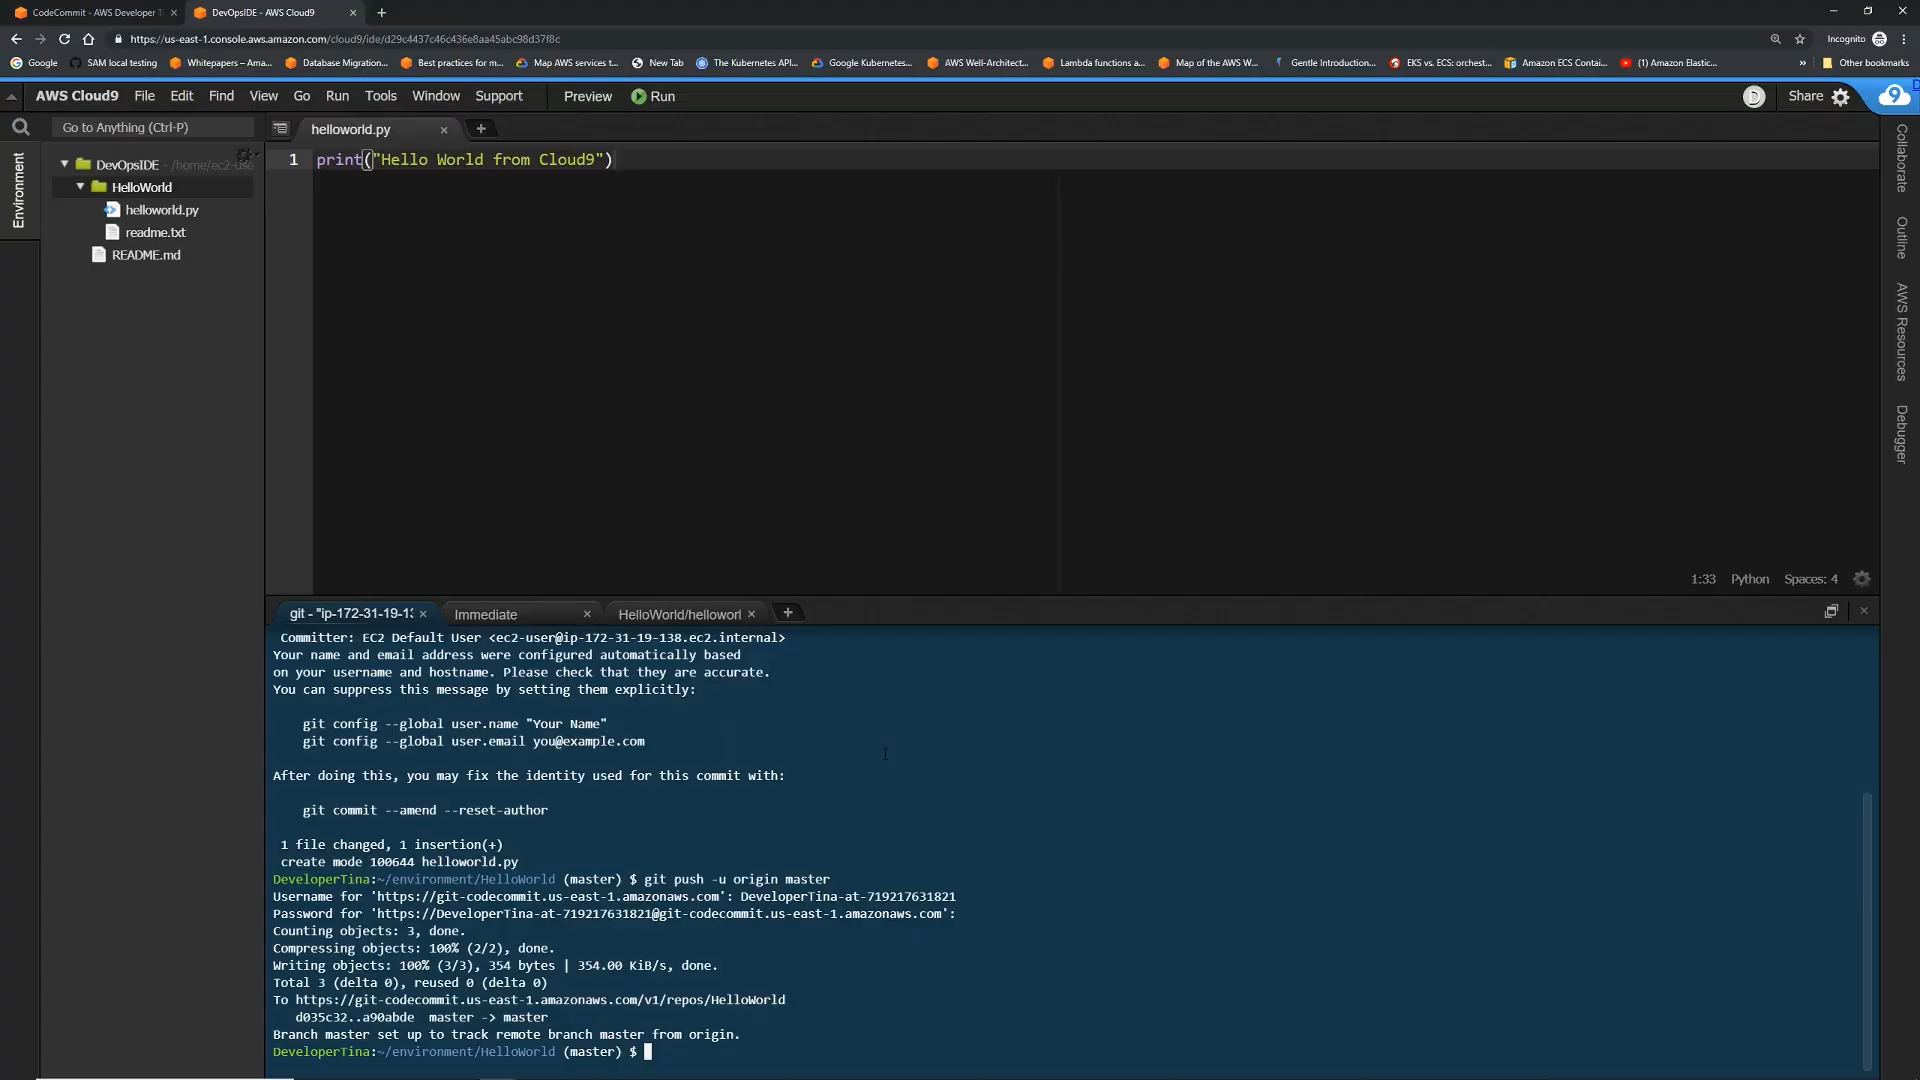 CodeCommit - AWS Developer T
DevOpsIDE - AWS Cloud9
https://us-east-1.console.aws.amazon.com/cloud9/ide/d29c4437c46c436e8aa45abc98d37f8c
Incognito
Google
SAM local testing
Whitepapers – Ama...
Database Migration...
Best practices for m...
Map AWS services t...
New Tab
The Kubernetes API...
Google Kubernetes...
AWS Well-Architect...
Lambda functions a...
Map of the AWS W...
Gentle Introduction...
EKS vs. ECS: orchest...
Amazon ECS Contai...
(1) Amazon Elastic...
»
Other bookmarks
AWS Cloud9 File Edit Find View Go Run Tools Window Support Preview Run
D
Share
9
Go to Anything (Ctrl-P)
helloworld.py
Environment
DevOpsIDE - /home/ec2-use
HelloWorld
helloworld.py
readme.txt
README.md
1 print("Hello World from Cloud9")
Collaborate
Outline
AWS Resources
Debugger
1:33 Python Spaces: 4
git - "ip-172-31-19-13
Immediate
HelloWorld/helloworl
Committer: EC2 Default User <ec2-user@ip-172-31-19-138.ec2.internal>
Your name and email address were configured automatically based
on your username and hostname. Please check that they are accurate.
You can suppress this message by setting them explicitly:
git config --global user.name "Your Name"
git config --global user.email you@example.com
After doing this, you may fix the identity used for this commit with:
git commit --amend --reset-author
1 file changed, 1 insertion(+)
create mode 100644 helloworld.py
DeveloperTina:~/environment/HelloWorld (master) $ git push -u origin master
Username for 'https://git-codecommit.us-east-1.amazonaws.com': DeveloperTina-at-719217631821
Password for 'https://DeveloperTina-at-719217631821@git-codecommit.us-east-1.amazonaws.com':
Counting objects: 3, done.
Compressing objects: 100% (2/2), done.
Writing objects: 100% (3/3), 354 bytes | 354.00 KiB/s, done.
Total 3 (delta 0), reused 0 (delta 0)
To https://git-codecommit.us-east-1.amazonaws.com/v1/repos/HelloWorld
d035c32..a90abde  master -> master
Branch master set up to track remote branch master from origin.
DeveloperTina:~/environment/HelloWorld (master) $